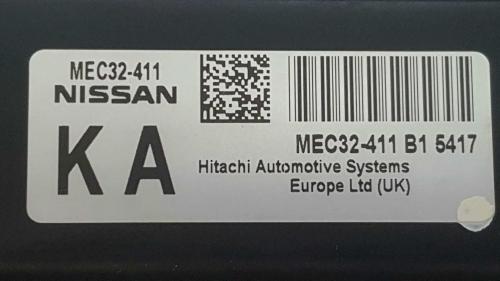 MEC32-411
NISSAN
KA
MEC32-411 B1 5417
Hitachi Automotive Systems
Europe Ltd (UK)